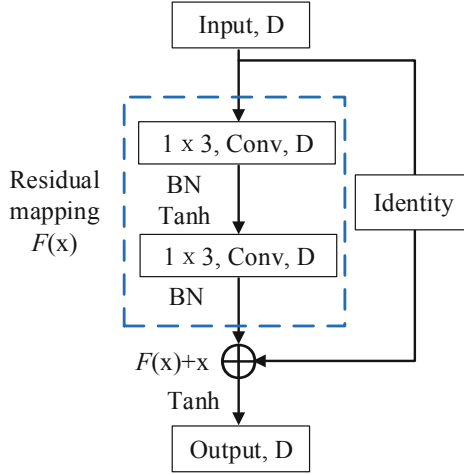 Input, D
1 x 3, Conv, D
BN
Tanh
Residual
mapping
F(x)
Identity
1 x 3, Conv, D
BN
F(x)+x
Tanh
Output, D